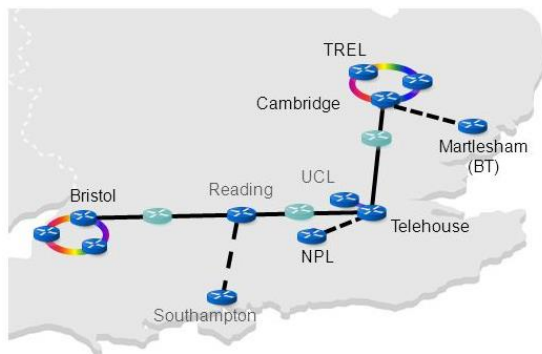 TREL
Cambridge
Martlesham
(BT)
UCL
Reading
Bristol
Telehouse
NPL
Southampton